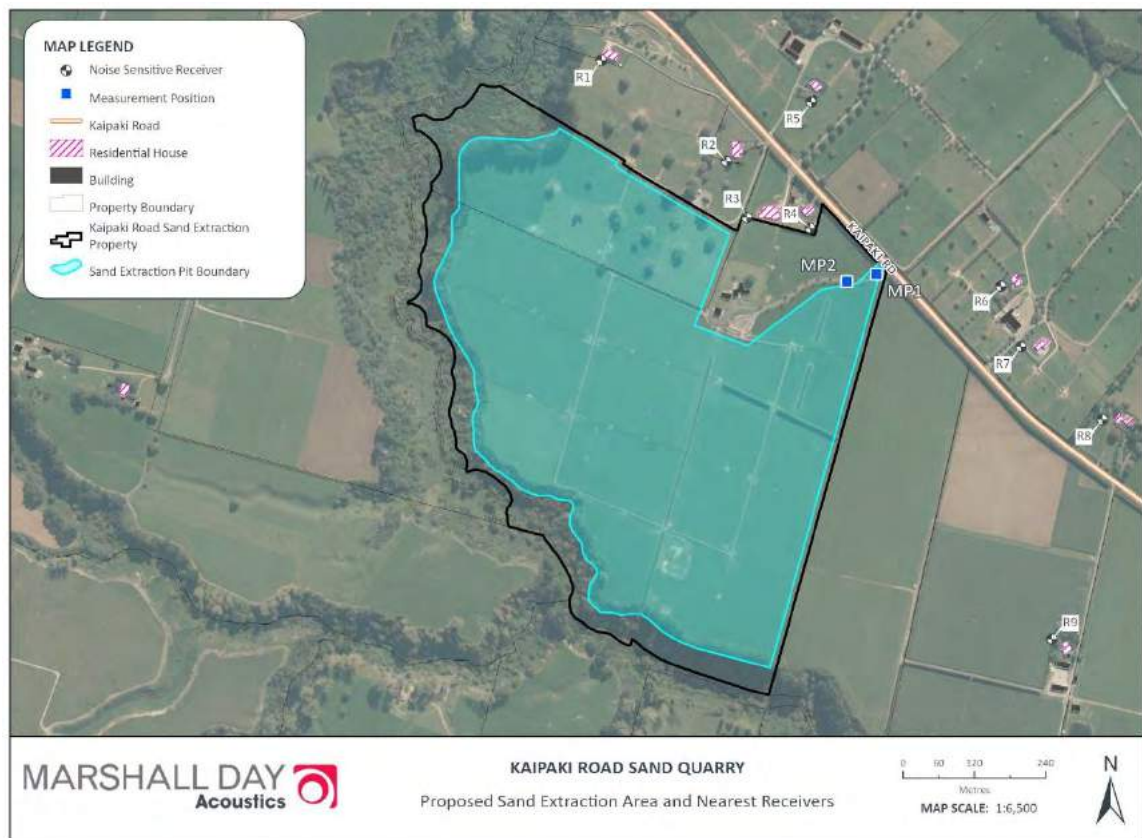 MAP LEGEND
Noise Sensitive Receiver
Measurement Position
Kaipaki Road
Residential House
Building
Property Boundary
Kaipaki Road Sand Extraction
Property
Sand Extraction Pit Boundary
R1
R5
R2
R3
R4
KAIPAKI RD
MP2
MP1
R6
R7
R8
R9
MARSHALL DAY
Acoustics
KAIPAKI ROAD SAND QUARRY
Proposed Sand Extraction Area and Nearest Receivers
0 60 120 240
Metres
MAP SCALE: 1:6,500
N